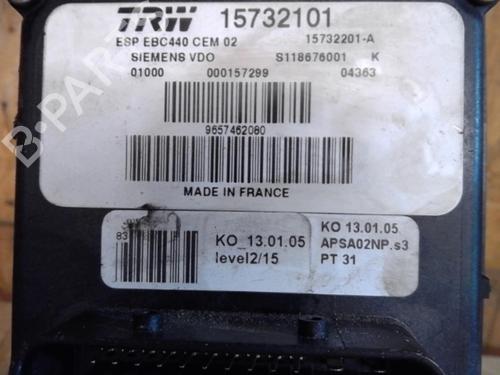 TRW 15732101
ESP EBC440 CEM 02 15732201-A
SIEMENS VDO S118676001 K
01000 000157299 04363
9657462080
MADE IN FRANCE
83
KO_13.01.05
level2/15
KO 13.01.05
APSA02NP.s3
PT 31
B-PARTS